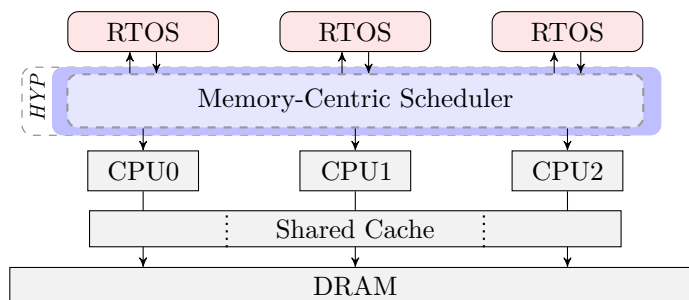 RTOS RTOS RTOS
HYP
Memory-Centric Scheduler
CPU0 CPU1 CPU2
Shared Cache
DRAM